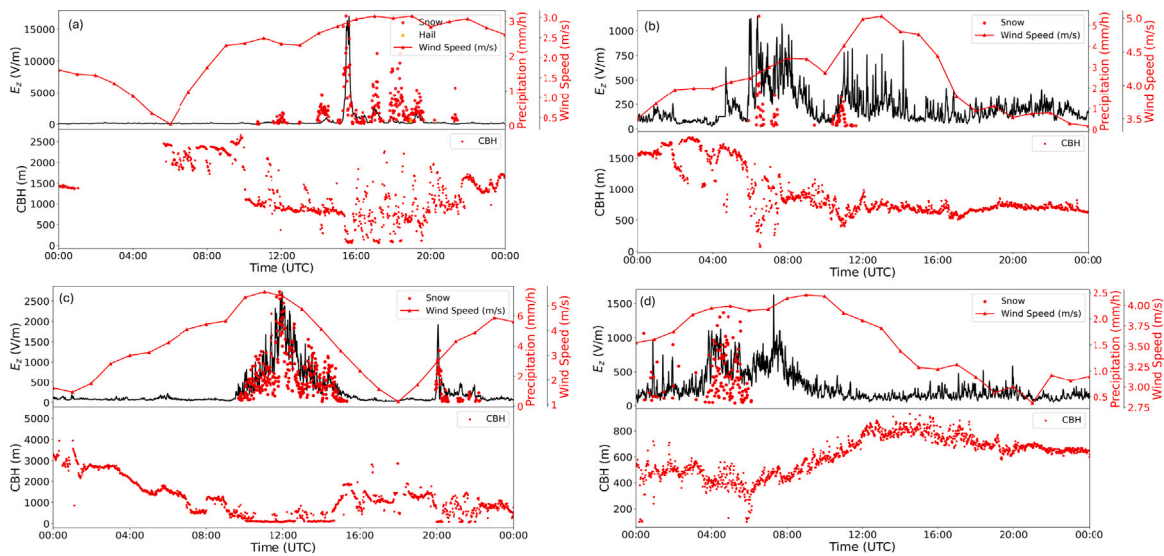 (a)
Snow
Hail
Wind Speed (m/s)
E_z (V/m)
15000
12500
10000
7500
5000
2500
0
Precipitation (mm/h)
3
2
1
0
Wind Speed (m/s)
3.0
2.5
2.0
1.5
1.0
0.5
CBH
CBH (m)
2500
2000
1500
1000
500
0
00:00 04:00 08:00 12:00 16:00 20:00 00:00
Time (UTC)
(b)
Snow
Wind Speed (m/s)
E_z (V/m)
1000
750
500
250
0
Precipitation (mm/h)
5
4
3
2
1
0
Wind Speed (m/s)
5.0
4.5
4.0
3.5
CBH
CBH (m)
1500
1000
500
0
00:00 04:00 08:00 12:00 16:00 20:00 00:00
Time (UTC)
(c)
Snow
Wind Speed (m/s)
E_z (V/m)
2500
2000
1500
1000
500
0
Precipitation (mm/h)
6
4
2
0
Wind Speed (m/s)
6
5
4
3
2
1
CBH
CBH (m)
5000
4000
3000
2000
1000
0
00:00 04:00 08:00 12:00 16:00 20:00 00:00
Time (UTC)
(d)
Snow
Wind Speed (m/s)
E_z (V/m)
1500
1000
500
0
Precipitation (mm/h)
2.5
2.0
1.5
1.0
0.5
Wind Speed (m/s)
4.00
3.75
3.50
3.25
3.00
2.75
CBH
CBH (m)
800
600
400
200
00:00 04:00 08:00 12:00 16:00 20:00 00:00
Time (UTC)